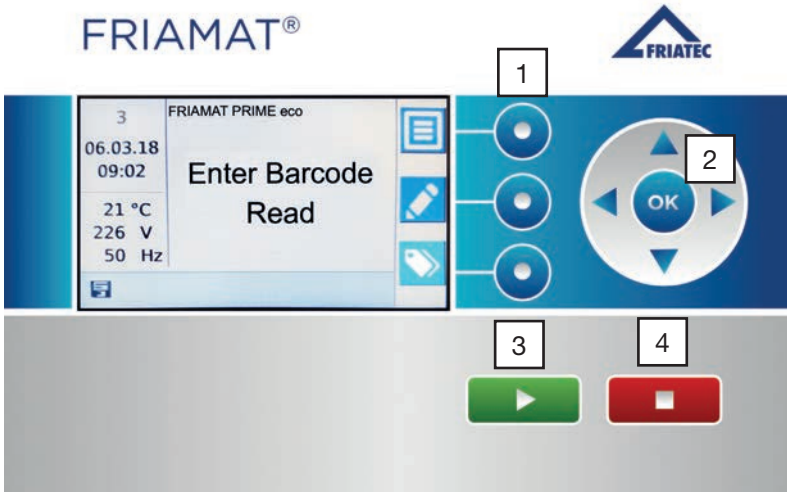 FRIAMAT®
FRIATEC
1
3
FRIAMAT PRIME eco
06.03.18
09:02
Enter Barcode
Read
2
OK
21 °C
226 V
50 Hz
3
4